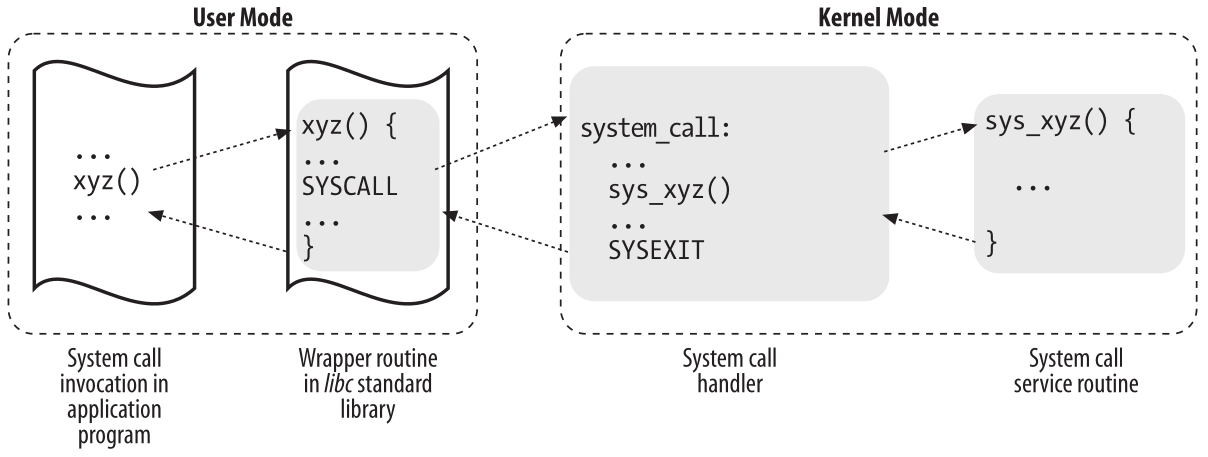 User Mode
Kernel Mode
...
xyz()
...
xyz() {
...
SYSCALL
...
}
system_call:
...
sys_xyz()
...
SYSEXIT
sys_xyz() {
...
}
System call
invocation in
application
program
Wrapper routine
in libc standard
library
System call
handler
System call
service routine